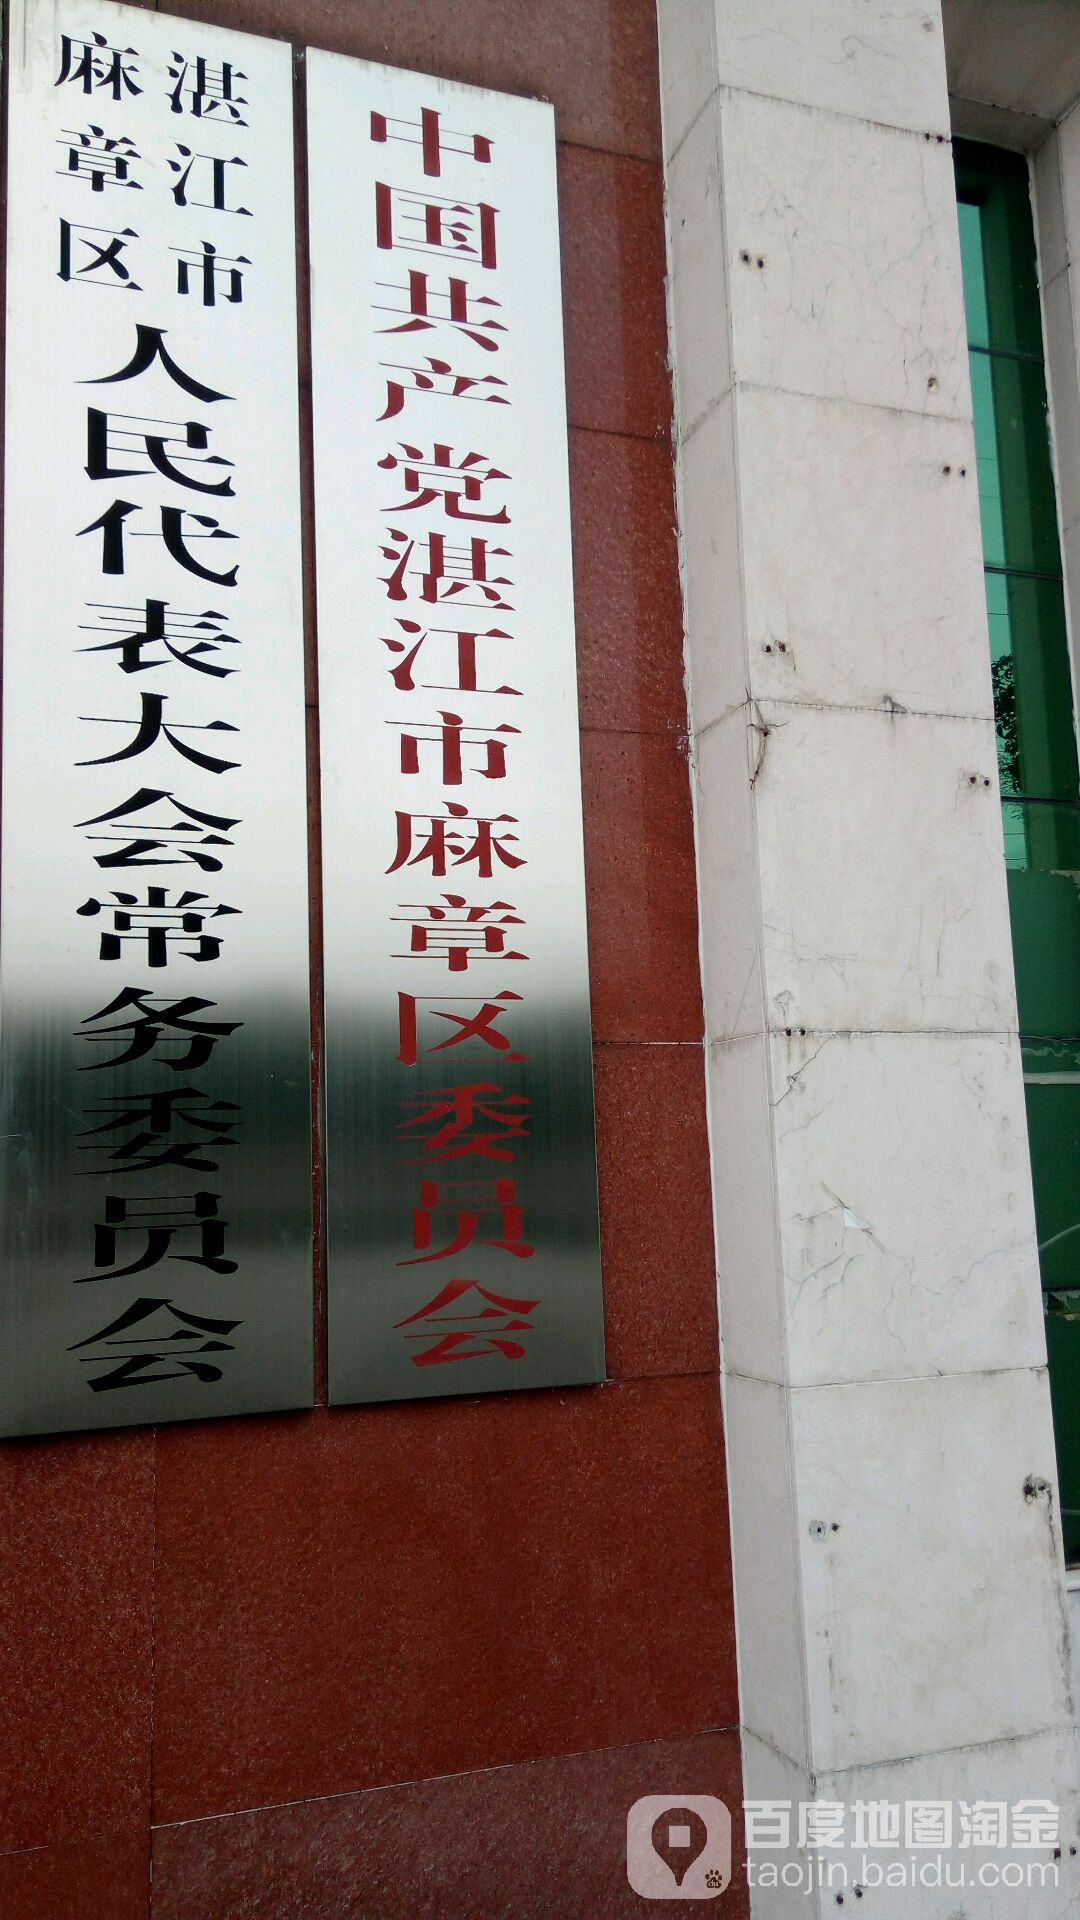 中国共产党湛江市麻章区委员会
湛江市
麻章区
人民代表大会常务委员会
百度地图淘金
taojin.baidu.com